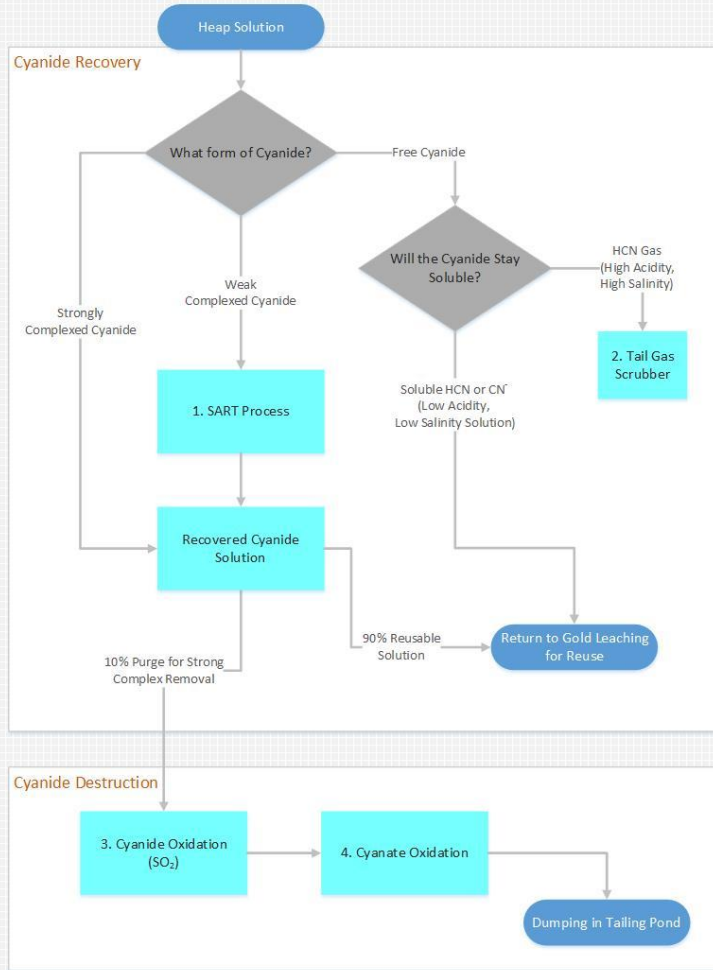 Heap Solution
Cyanide Recovery
What form of Cyanide?
Free Cyanide
Will the Cyanide Stay
Soluble?
HCN Gas
(High Acidity,
High Salinity)
Weak
Complexed Cyanide
Strongly
Complexed Cyanide
2. Tail Gas
Scrubber
1. SART Process
Soluble HCN or CN⁻
(Low Acidity,
Low Salinity Solution)
Recovered Cyanide
Solution
90% Reusable
Solution
Return to Gold Leaching
for Reuse
10% Purge for Strong
Complex Removal
Cyanide Destruction
3. Cyanide Oxidation
(SO₂)
4. Cyanate Oxidation
Dumping in Tailing Pond